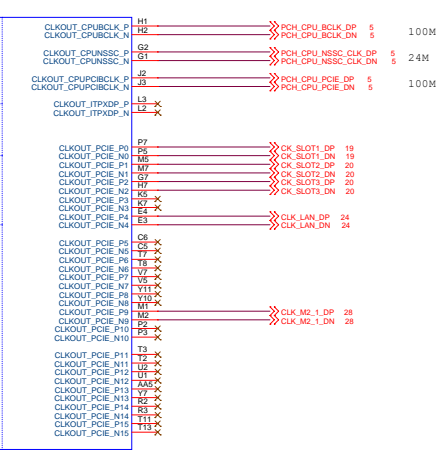 CLKOUT_CPUBCLK_P H1 PCH_CPU_BCLK_DP 5 100M
CLKOUT_CPUBCLK_N H2 PCH_CPU_BCLK_DN 5
CLKOUT_CPUNSSC_P G2 PCH_CPU_NSSC_CLK_DP 5 24M
CLKOUT_CPUNSSC_N G1 PCH_CPU_NSSC_CLK_DN 5
CLKOUT_CPUPCIBCLK_P J2 PCH_CPU_PCIE_DP 5 100M
CLKOUT_CPUPCIBCLK_N J3 PCH_CPU_PCIE_DN 5
CLKOUT_ITPXDP_P L3
CLKOUT_ITPXDP_N L2
CLKOUT_PCIE_P0 P7 CK_SLOT1_DP 19
CLKOUT_PCIE_N0 P5 CK_SLOT1_DN 19
CLKOUT_PCIE_P1 M5 CK_SLOT2_DP 20
CLKOUT_PCIE_N1 M7 CK_SLOT2_DN 20
CLKOUT_PCIE_P2 G7 CK_SLOT3_DP 20
CLKOUT_PCIE_N2 H7 CK_SLOT3_DN 20
CLKOUT_PCIE_P3 K5
CLKOUT_PCIE_N3 K7
CLKOUT_PCIE_P4 E4 CLK_LAN_DP 24
CLKOUT_PCIE_N4 E3 CLK_LAN_DN 24
CLKOUT_PCIE_P5 C6
CLKOUT_PCIE_N5 C5
CLKOUT_PCIE_P6 T7
CLKOUT_PCIE_N6 T8
CLKOUT_PCIE_P7 V7
CLKOUT_PCIE_N7 V5
CLKOUT_PCIE_P8 Y11
CLKOUT_PCIE_N8 Y10
CLKOUT_PCIE_P9 M1 CLK_M2_1_DP 28
CLKOUT_PCIE_N9 M2 CLK_M2_1_DN 28
CLKOUT_PCIE_P10 P2
CLKOUT_PCIE_N10 P3
CLKOUT_PCIE_P11 T3
CLKOUT_PCIE_N11 T2
CLKOUT_PCIE_P12 U2
CLKOUT_PCIE_N12 U1
CLKOUT_PCIE_P13 AA5
CLKOUT_PCIE_N13 Y7
CLKOUT_PCIE_P14 R2
CLKOUT_PCIE_N14 R3
CLKOUT_PCIE_P15 T11
CLKOUT_PCIE_N15 T13